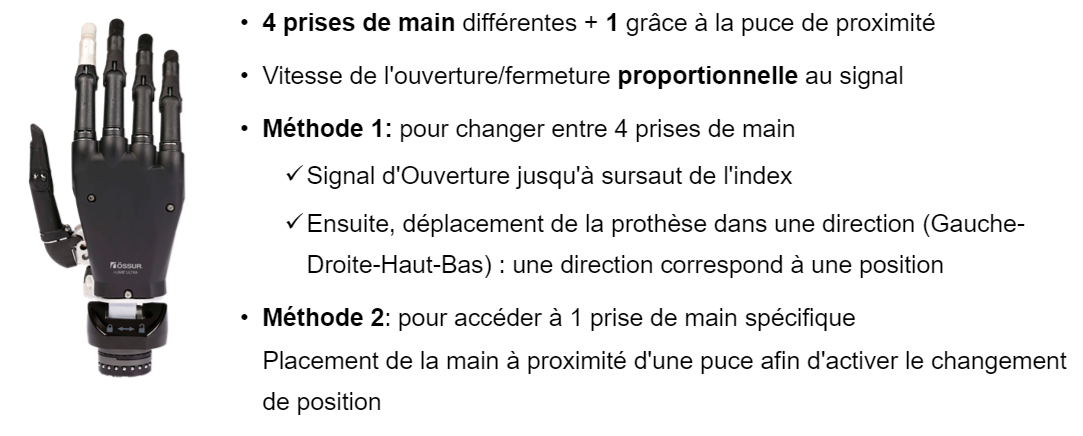 • 4 prises de main différentes + 1 grâce à la puce de proximité
• Vitesse de l'ouverture/fermeture proportionnelle au signal
• Méthode 1: pour changer entre 4 prises de main
✓ Signal d'Ouverture jusqu'à sursaut de l'index
✓ Ensuite, déplacement de la prothèse dans une direction (Gauche-
Droite-Haut-Bas) : une direction correspond à une position
• Méthode 2: pour accéder à 1 prise de main spécifique
Placement de la main à proximité d'une puce afin d'activer le changement
de position
ÖSSUR.
i-LIMB® ULTRA